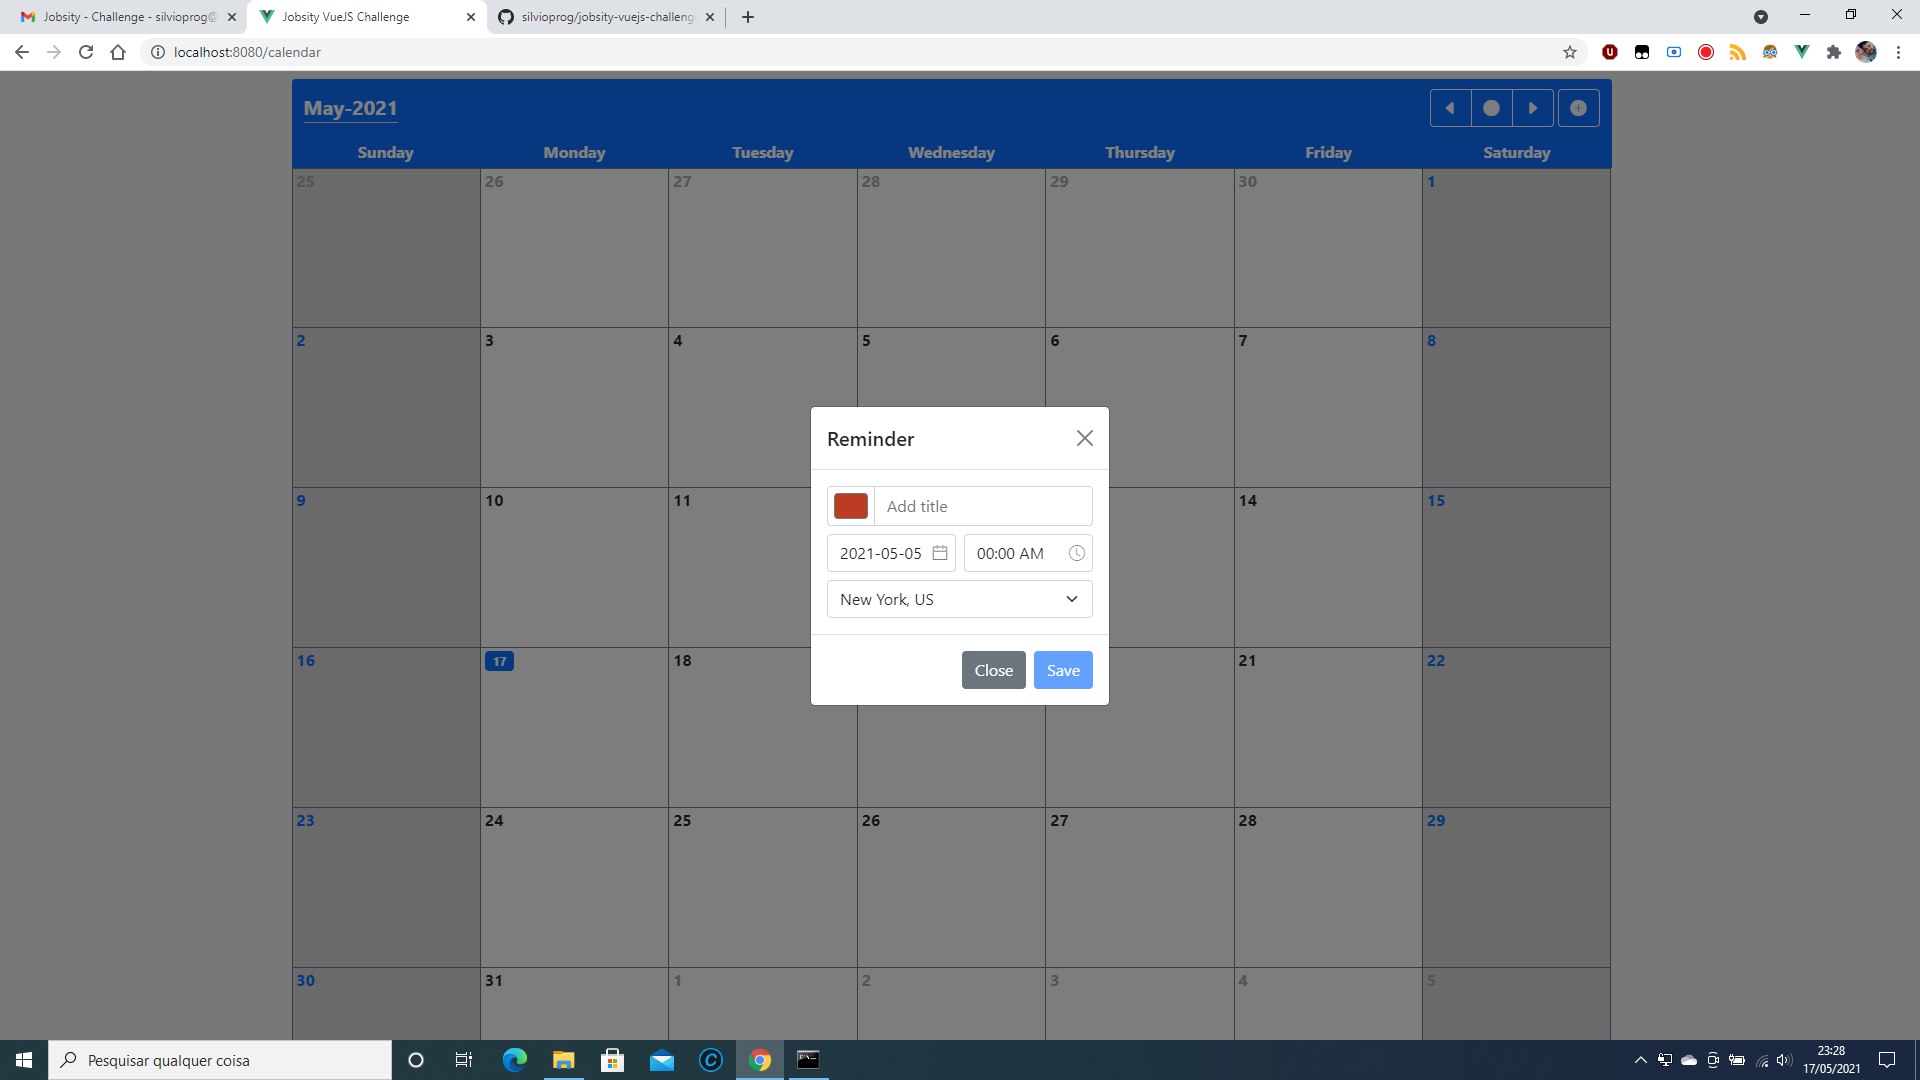 Jobsity - Challenge - silvioprog@
Jobsity VueJS Challenge
silvioprog/jobsity-vuejs-challeng
localhost:8080/calendar
May-2021
Sunday Monday Tuesday Wednesday Thursday Friday Saturday
25 26 27 28 29 30 1
2 3 4 5 6 7 8
Reminder
Add title
9 10 11 14 15
2021-05-05 00:00 AM
New York, US
16 17 18 21 22
Close Save
23 24 25 26 27 28 29
30 31 1 2 3 4 5
Pesquisar qualquer coisa
23:28
17/05/2021